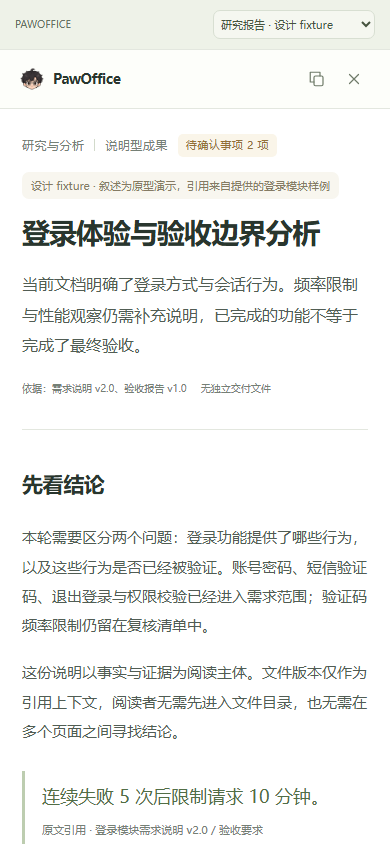 PAWOFFICE
研究报告 · 设计 fixture
PawOffice
研究与分析 | 说明型成果 待确认事项 2 项
设计 fixture · 叙述为原型演示，引用来自提供的登录模块样例
登录体验与验收边界分析
当前文档明确了登录方式与会话行为。频率限制
与性能观察仍需补充说明，已完成的功能不等于
完成了最终验收。
依据：需求说明 v2.0、验收报告 v1.0 无独立交付文件
先看结论
本轮需要区分两个问题：登录功能提供了哪些行为，
以及这些行为是否已经被验证。账号密码、短信验证
码、退出登录与权限校验已经进入需求范围；验证码
频率限制仍留在复核清单中。
这份说明以事实与证据为阅读主体。文件版本仅作为
引用上下文，阅读者无需先进入文件目录，也无需在
多个页面之间寻找结论。
连续失败 5 次后限制请求 10 分钟。
原文引用 · 登录模块需求说明 v2.0 / 验收要求